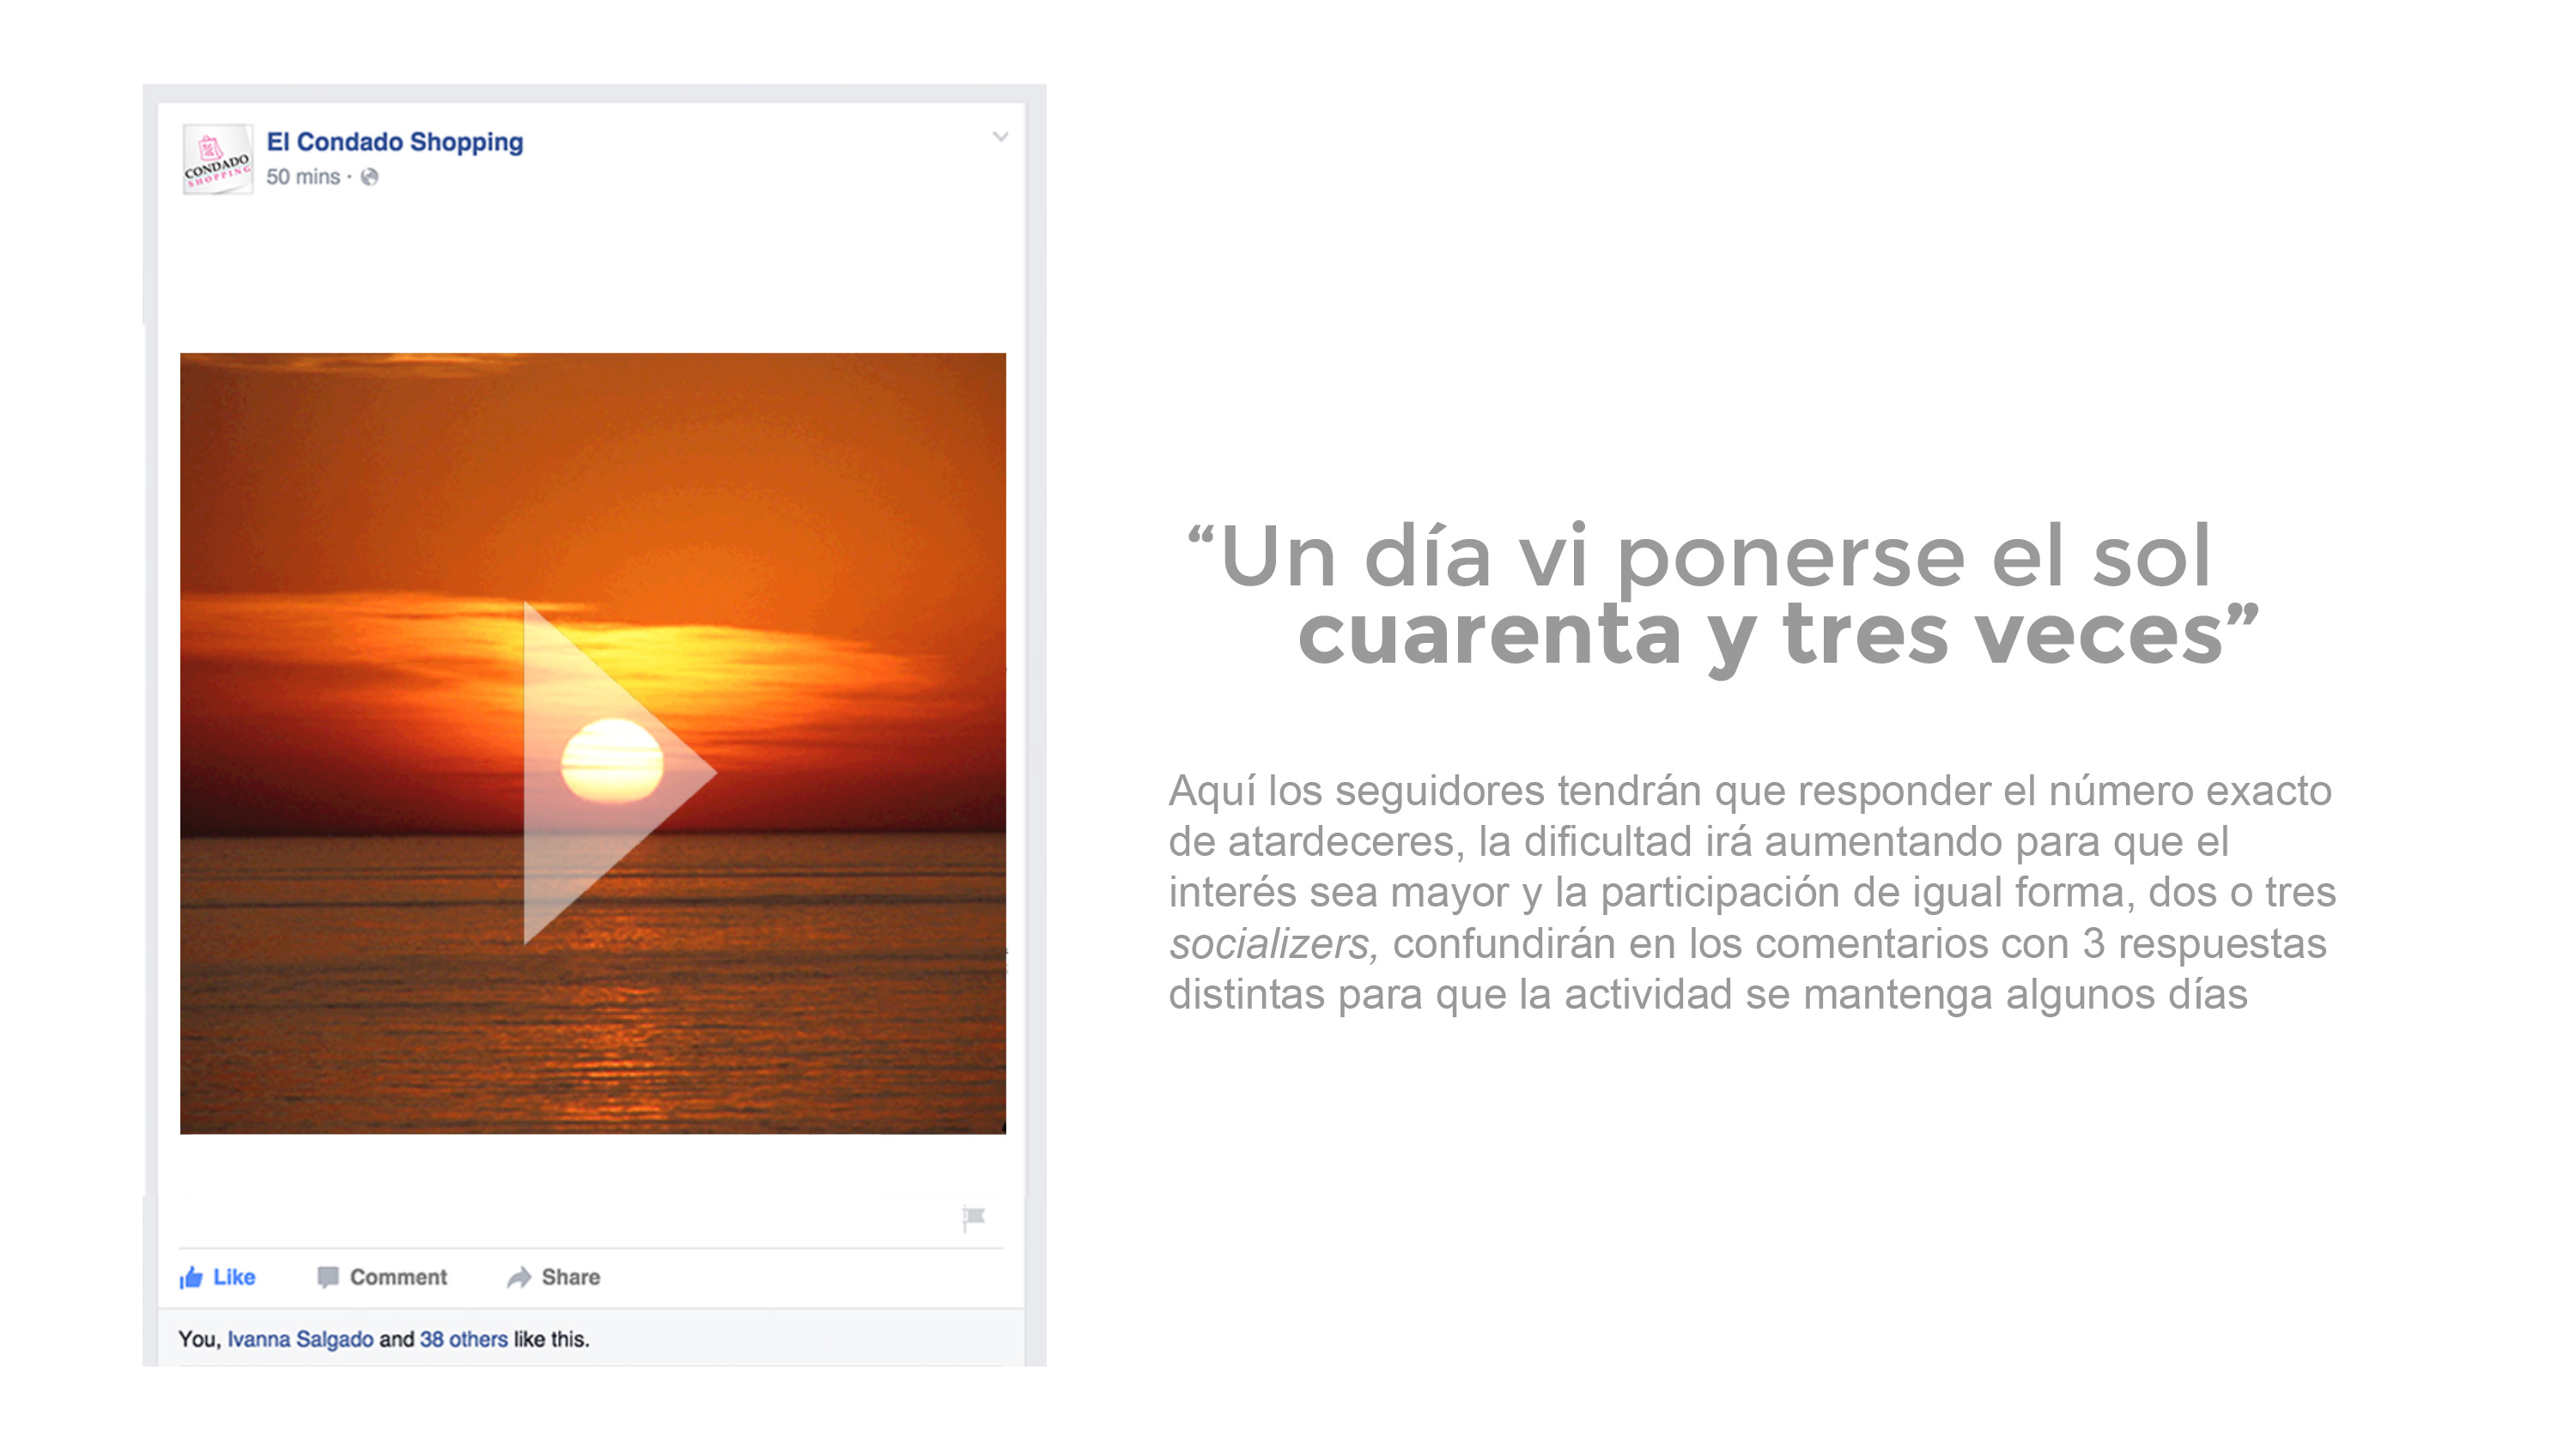 CONDADO
SHOPPING
El Condado Shopping
50 mins ·
Like
Comment
Share
You, Ivanna Salgado and 38 others like this.
“Un día vi ponerse el sol
cuarenta y tres veces”
Aquí los seguidores tendrán que responder el número exacto
de atardeceres, la dificultad irá aumentando para que el
interés sea mayor y la participación de igual forma, dos o tres
socializers, confundirán en los comentarios con 3 respuestas
distintas para que la actividad se mantenga algunos días